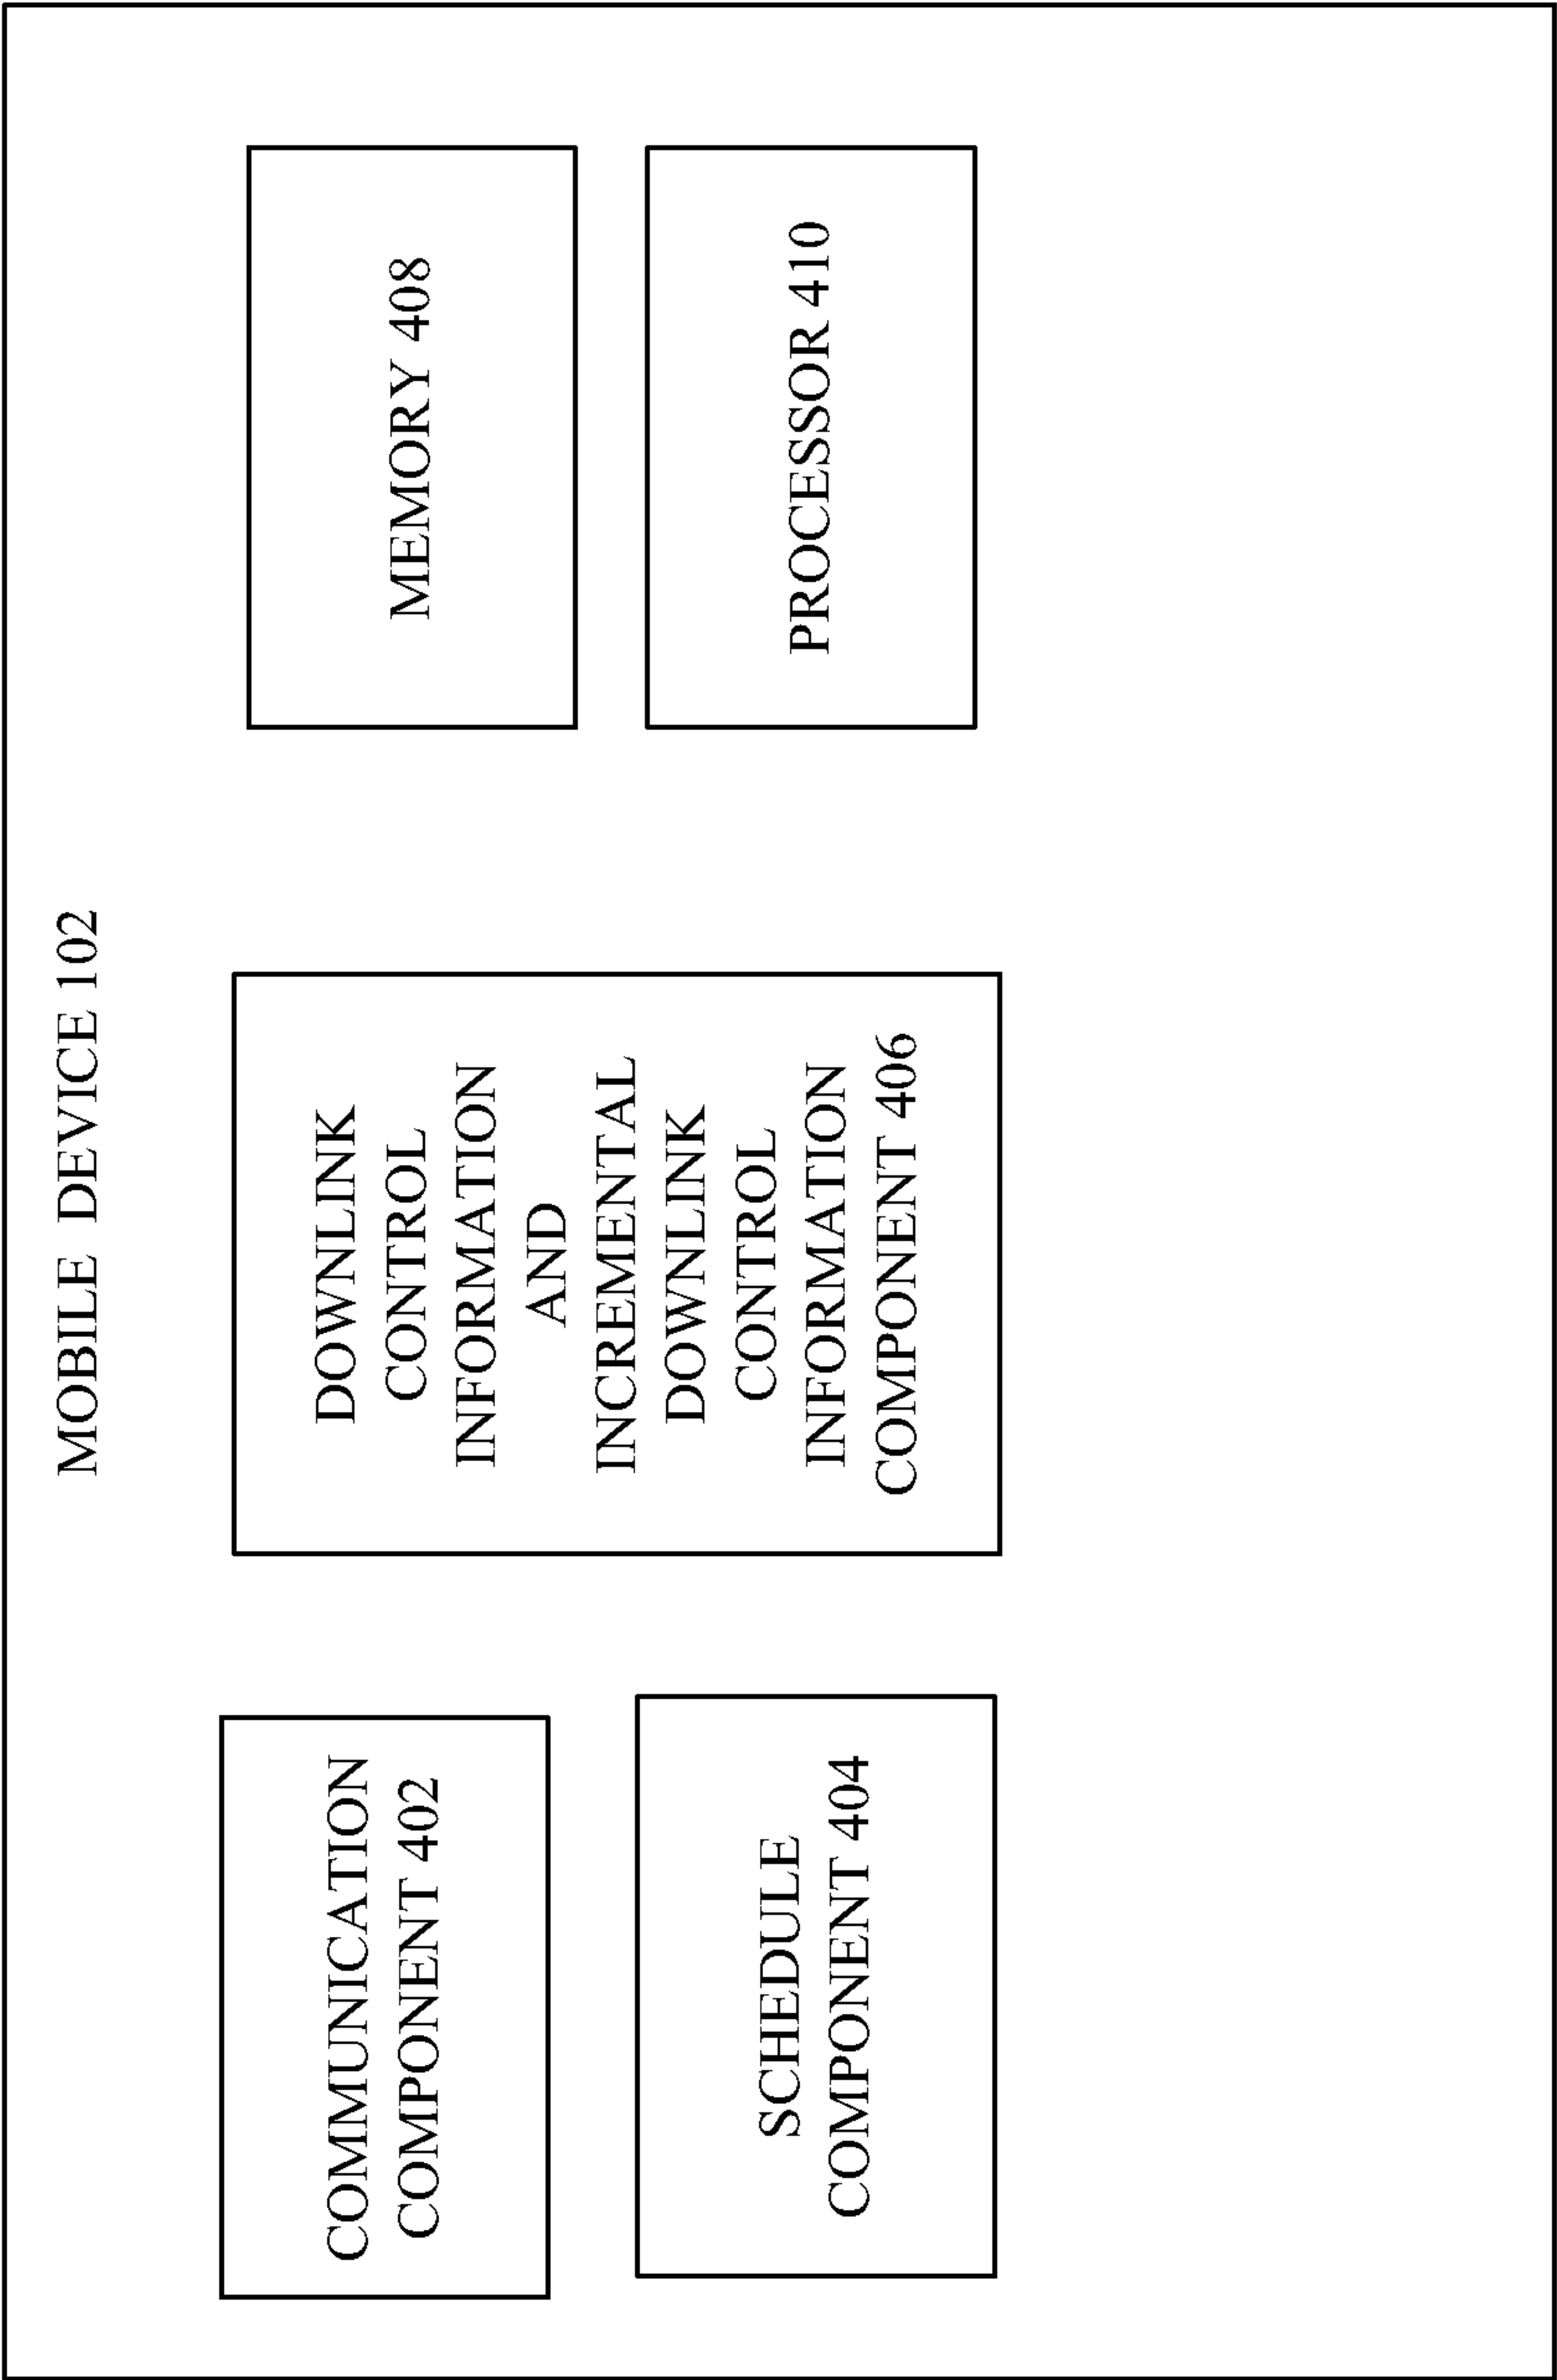 MOBILE DEVICE 102
COMMUNICATION
COMPONENT 402
SCHEDULE
COMPONENT 404
DOWNLINK
CONTROL
INFORMATION
AND
INCREMENTAL
DOWNLINK
CONTROL
INFORMATION
COMPONENT 406
MEMORY 408
PROCESSOR 410